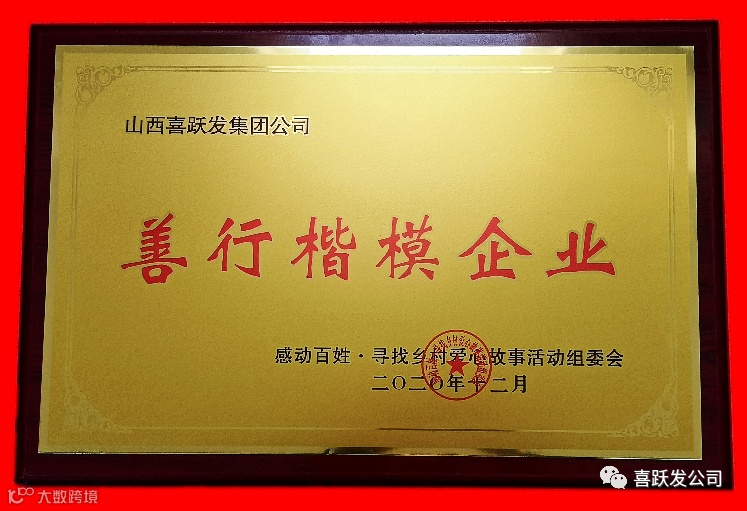 山西喜跃发集团公司
善行楷模企业
感动百姓·寻找乡村爱心故事活动组委会
二〇二〇年十二月
喜跃发公司
大数跨境